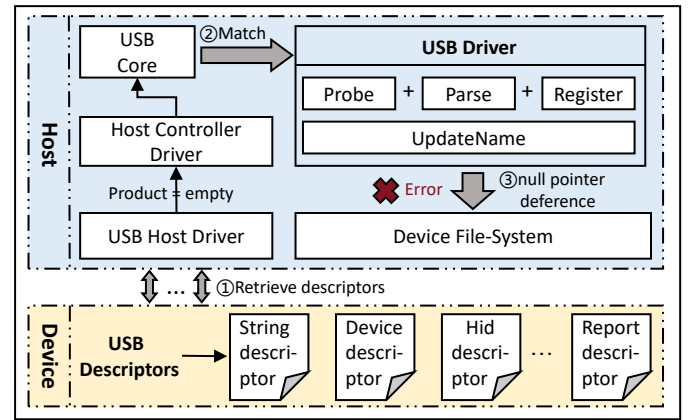 Host
USB
Core
②Match
USB Driver
Probe + Parse + Register
UpdateName
Host Controller
Driver
Product = empty
Error
③null pointer
deference
USB Host Driver
Device File-System
... ①Retrieve descriptors
Device
USB
Descriptors
String
descri-
ptor
Device
descri-
ptor
Hid
descri-
ptor
...
Report
descri-
ptor